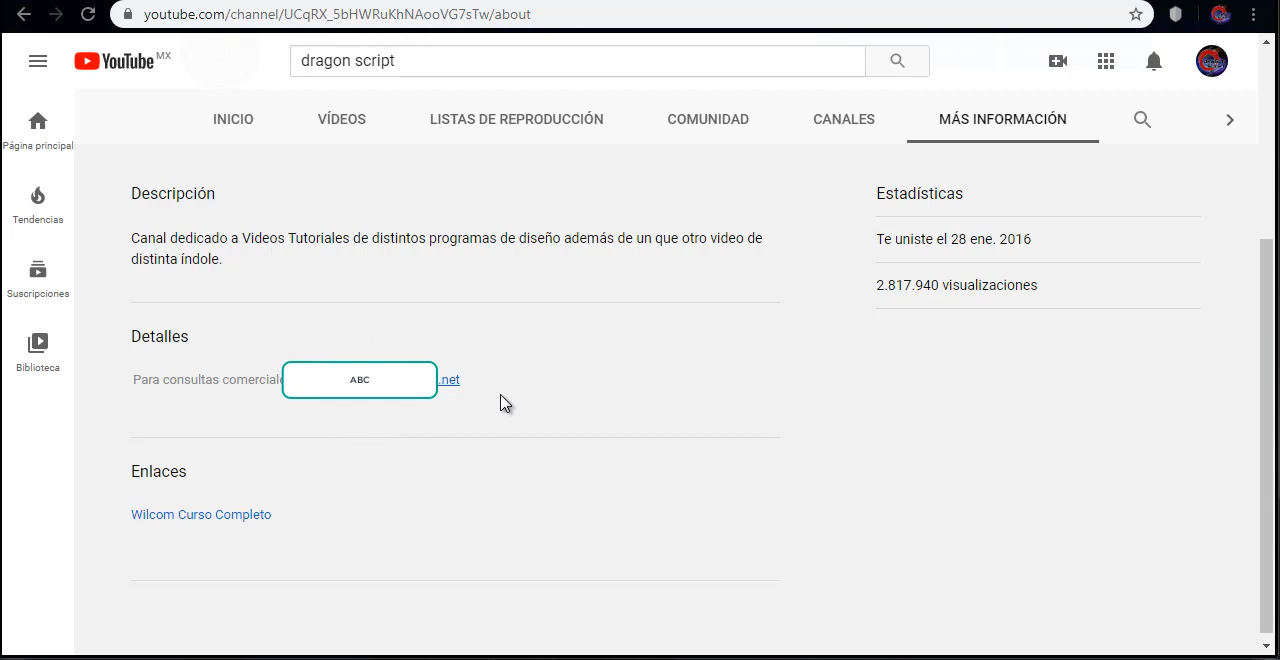 youtube.com/channel/UCqRX_5bHWRuKhNAooVG7sTw/about
YouTube MX
dragon script
INICIO VÍDEOS LISTAS DE REPRODUCCIÓN COMUNIDAD CANALES MÁS INFORMACIÓN
Página principal
Tendencias
Suscripciones
Biblioteca
Descripción
Canal dedicado a Videos Tutoriales de distintos programas de diseño además de un que otro video de
distinta índole.
Detalles
Para consultas comerciale ABC .net
Enlaces
Wilcom Curso Completo
Estadísticas
Te uniste el 28 ene. 2016
2.817.940 visualizaciones